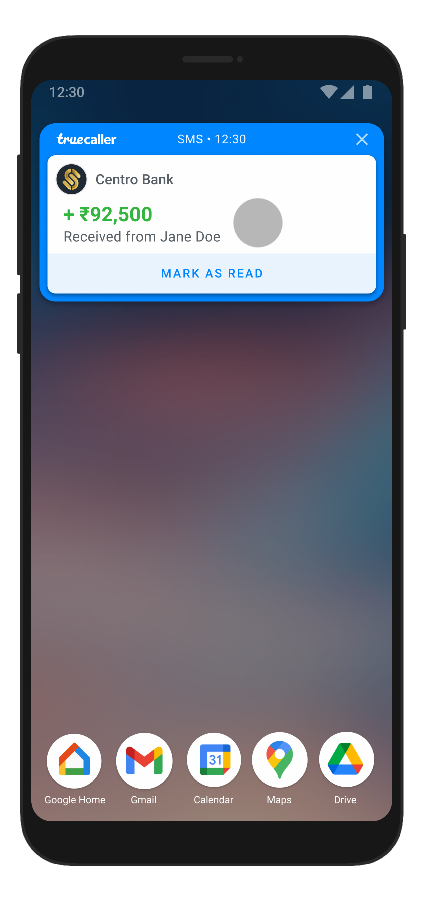 12:30
truecaller
SMS • 12:30
Centro Bank
+ ₹92,500
Received from Jane Doe
MARK AS READ
31
Google Home
Gmail
Calendar
Maps
Drive